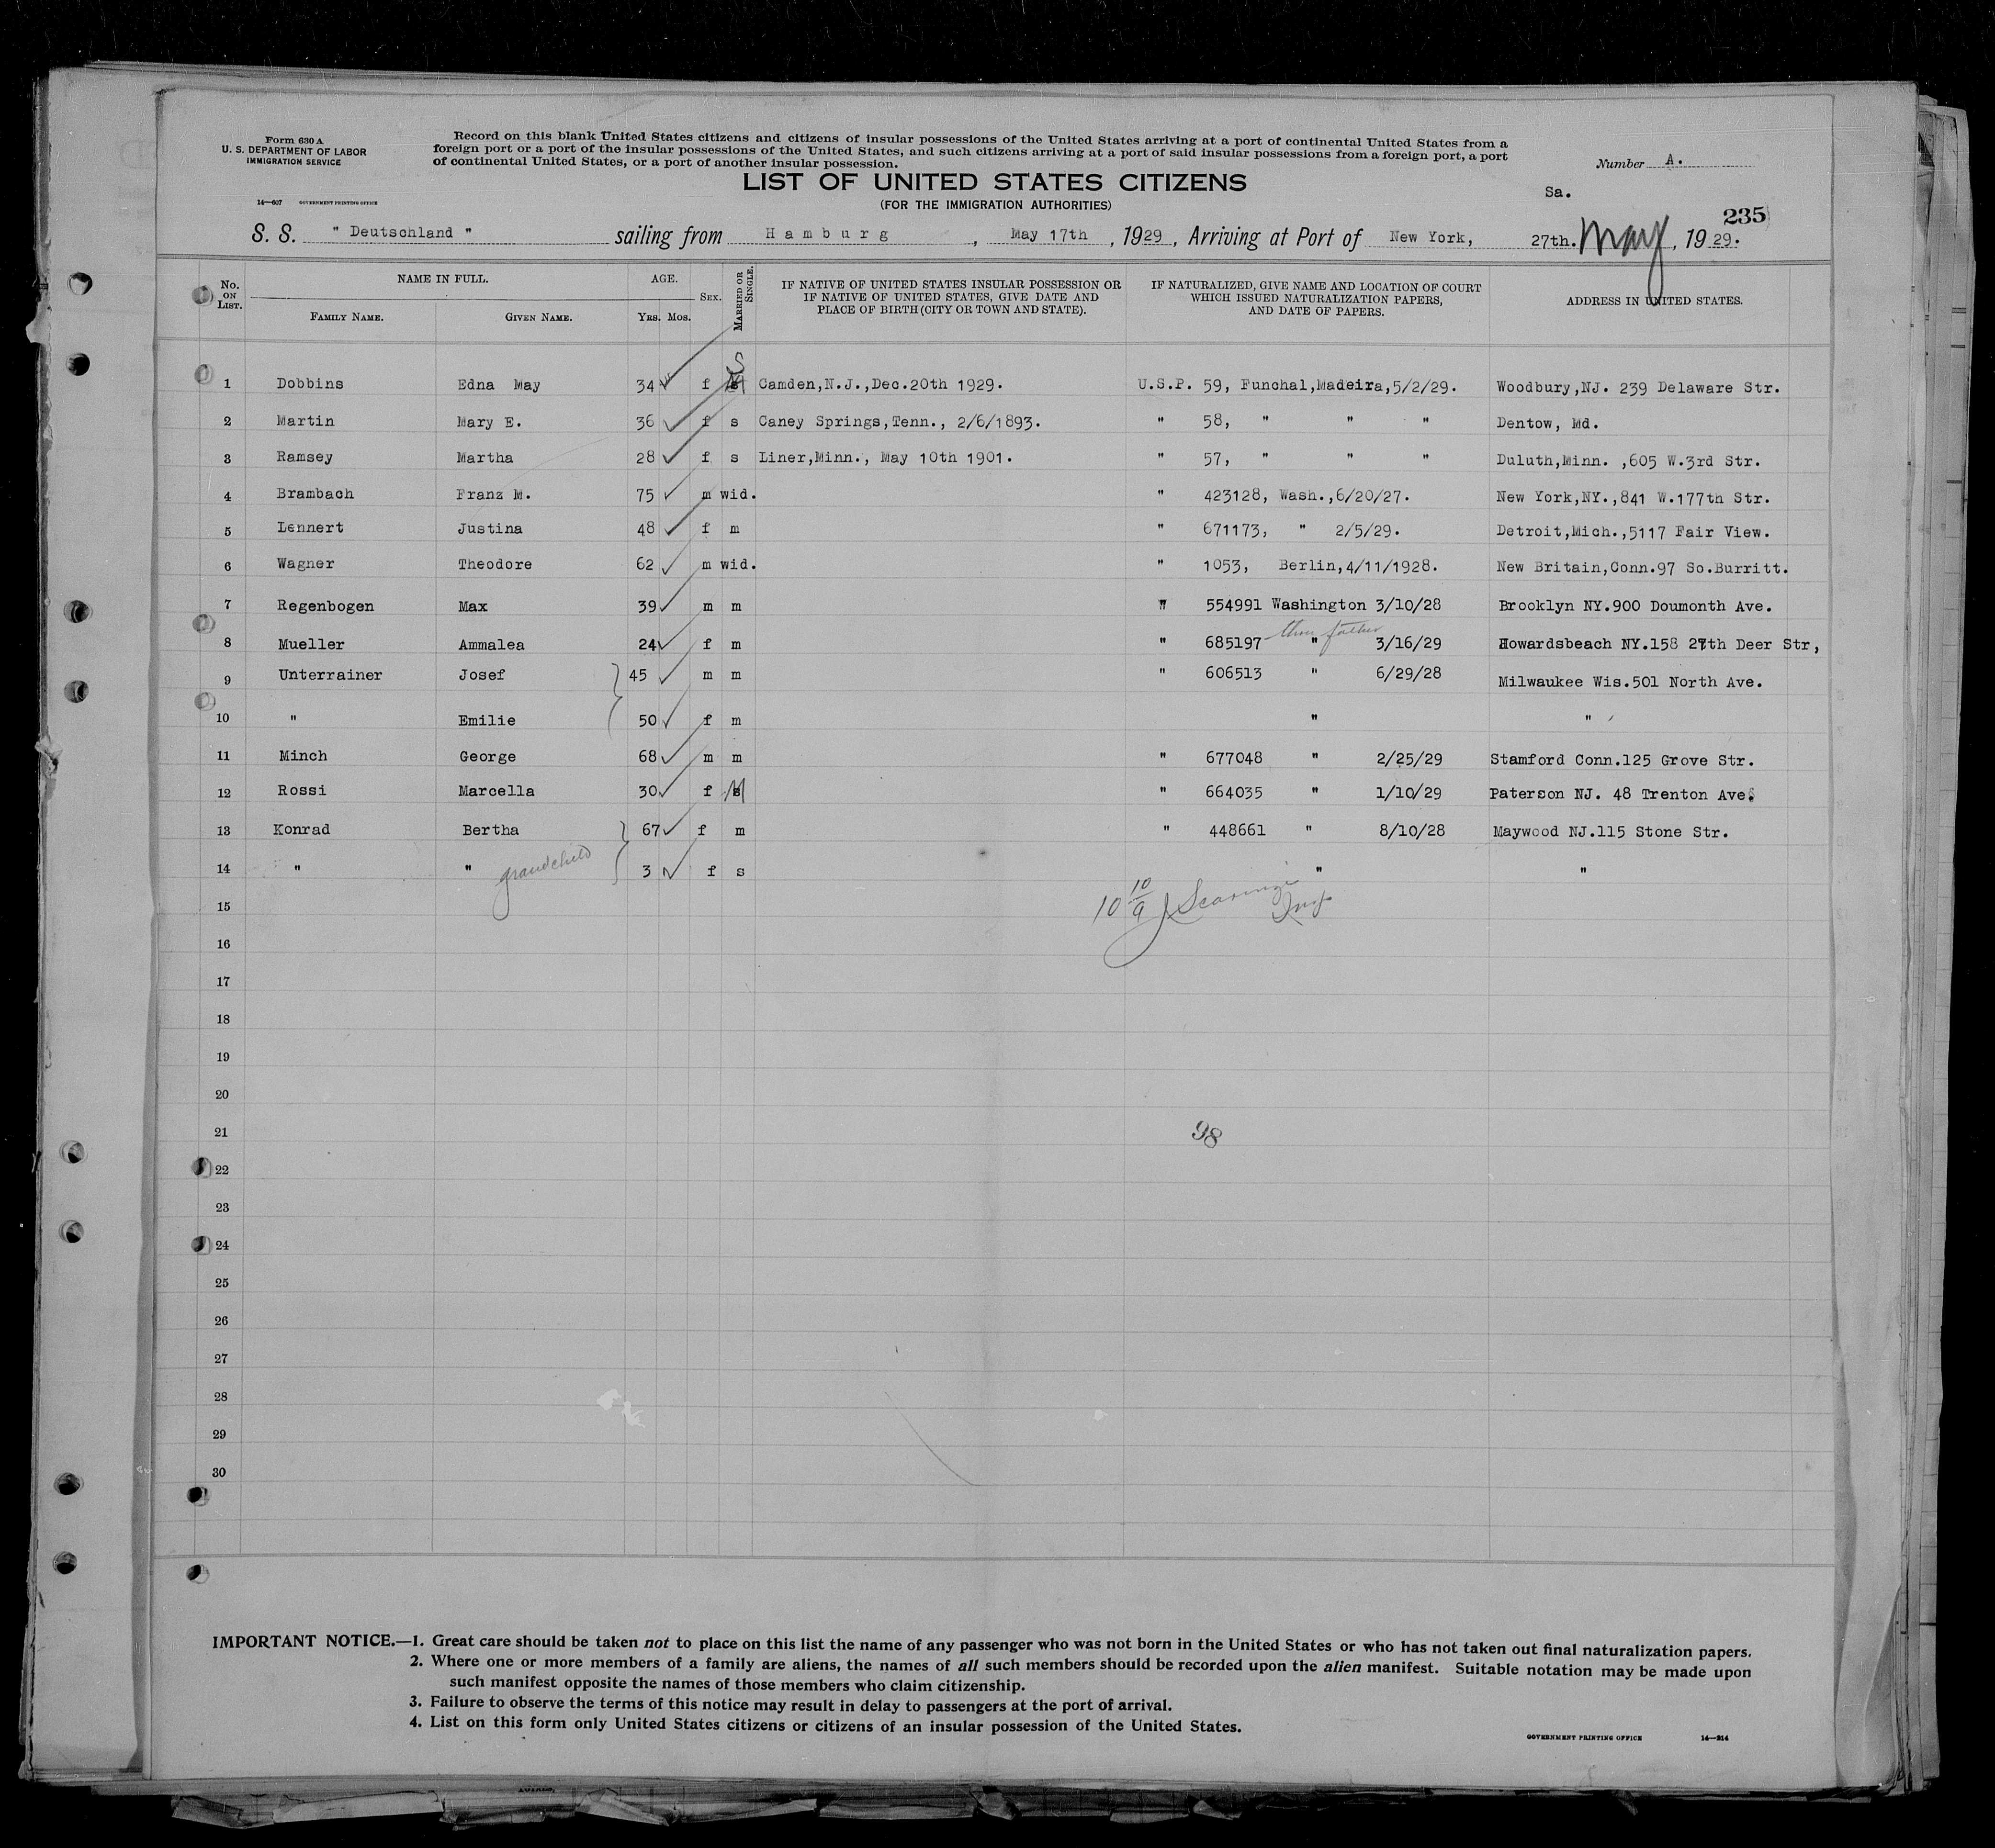 Form 630 A
U. S. DEPARTMENT OF LABOR
IMMIGRATION SERVICE
14—607 GOVERNMENT PRINTING OFFICE
Record on this blank United States citizens and citizens of insular possessions of the United States arriving at a port of continental United States from a
foreign port or a port of the insular possessions of the United States, and such citizens arriving at a port of said insular possessions from a foreign port, a port
of continental United States, or a port of another insular possession.
Number A.
LIST OF UNITED STATES CITIZENS
Sa.
(FOR THE IMMIGRATION AUTHORITIES)
235
S. S. " Deutschland " sailing from Hamburg, May 17th, 1929, Arriving at Port of New York, 27th. May, 1929.
No. ON LIST. NAME IN FULL. FAMILY NAME. GIVEN NAME. AGE. YRS. MOS. SEX. MARRIED OR SINGLE. IF NATIVE OF UNITED STATES INSULAR POSSESSION OR IF NATIVE OF UNITED STATES, GIVE DATE AND PLACE OF BIRTH (CITY OR TOWN AND STATE). IF NATURALIZED, GIVE NAME AND LOCATION OF COURT WHICH ISSUED NATURALIZATION PAPERS, AND DATE OF PAPERS. ADDRESS IN UNITED STATES.
1 Dobbins Edna May 34 f S Camden,N.J.,Dec.20th 1929. U.S.P. 59, Funchal,Madeira,5/2/29. Woodbury,NJ. 239 Delaware Str.
2 Martin Mary E. 36 f s Caney Springs,Tenn., 2/6/1893. " 58, " " " Dentow, Md.
3 Ramsey Martha 28 f s Liner,Minn., May 10th 1901. " 57, " " " Duluth,Minn. ,605 W.3rd Str.
4 Brambach Franz M. 75 m wid. " 423128, Wash.,6/20/27. New York,NY.,841 W.177th Str.
5 Lennert Justina 48 f m " 671173, " 2/5/29. Detroit,Mich.,5117 Fair View.
6 Wagner Theodore 62 m wid. " 1053, Berlin,4/11/1928. New Britain,Conn.97 So.Burritt.
7 Regenbogen Max 39 m m " 554991 Washington 3/10/28 Brooklyn NY.900 Doumonth Ave.
8 Mueller Ammalea 24 f m " 685197 thru father " 3/16/29 Howardsbeach NY.158 27th Deer Str,
9 Unterrainer Josef 45 m m " 606513 " 6/29/28 Milwaukee Wis.501 North Ave.
10 " Emilie 50 f m " "
11 Minch George 68 m m " 677048 " 2/25/29 Stamford Conn.125 Grove Str.
12 Rossi Marcella 30 f M " 664035 " 1/10/29 Paterson NJ. 48 Trenton Ave.
13 Konrad Bertha 67 f m " 448661 " 8/10/28 Maywood NJ.115 Stone Str.
14 " " grandchild 3 f s " "
15 10 10/9
16
17
18
19
20
21 98
22
23
24
25
26
27
28
29
30
IMPORTANT NOTICE.—1. Great care should be taken not to place on this list the name of any passenger who was not born in the United States or who has not taken out final naturalization papers.
2. Where one or more members of a family are aliens, the names of all such members should be recorded upon the alien manifest. Suitable notation may be made upon
such manifest opposite the names of those members who claim citizenship.
3. Failure to observe the terms of this notice may result in delay to passengers at the port of arrival.
4. List on this form only United States citizens or citizens of an insular possession of the United States.
GOVERNMENT PRINTING OFFICE 14—214